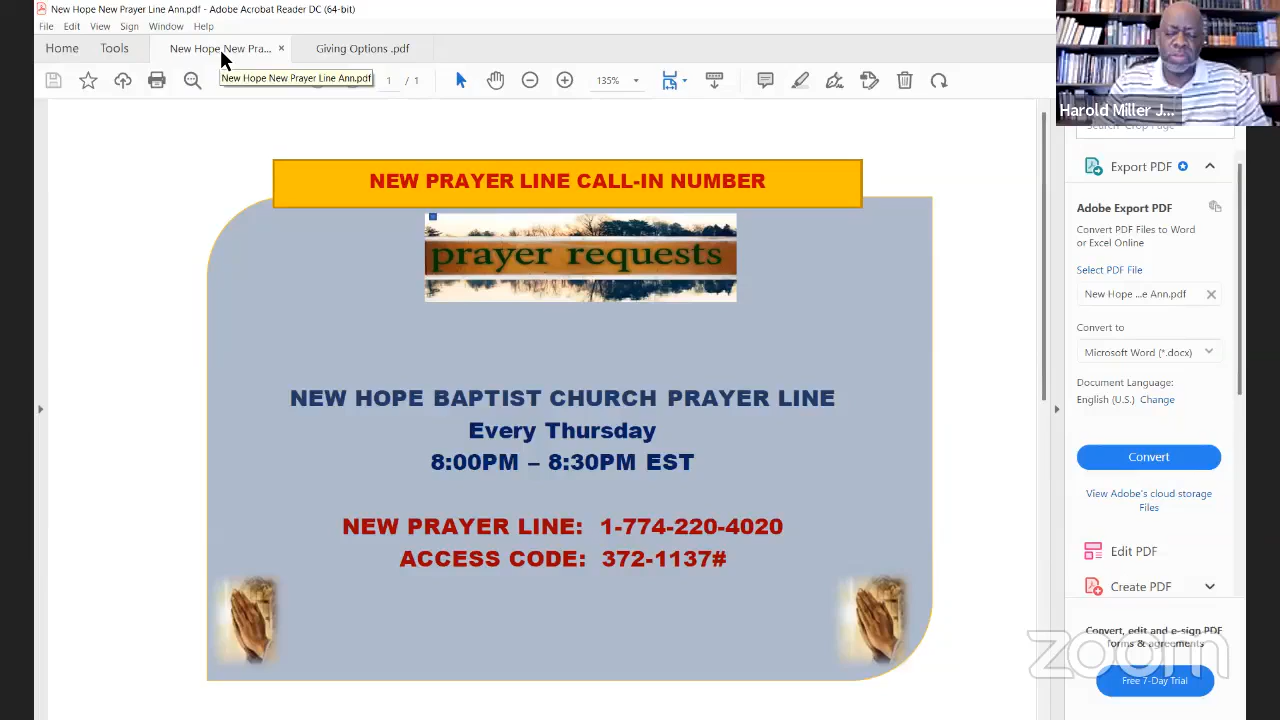 New Hope New Prayer Line Ann.pdf - Adobe Acrobat Reader DC (64-bit)
File Edit View Sign Window Help
Home Tools New Hope New Pra... × Giving Options .pdf
New Hope New Prayer Line Ann.pdf
1 / 1
135%
Harold Miller J...
NEW PRAYER LINE CALL-IN NUMBER
prayer requests
NEW HOPE BAPTIST CHURCH PRAYER LINE
Every Thursday
8:00PM – 8:30PM EST
NEW PRAYER LINE: 1-774-220-4020
ACCESS CODE: 372-1137#
Search 'Crop Page'
Export PDF
Adobe Export PDF
Convert PDF Files to Word
or Excel Online
Select PDF File
New Hope ...e Ann.pdf
Convert to
Microsoft Word (*.docx)
Document Language:
English (U.S.) Change
Convert
View Adobe's cloud storage
Files
Edit PDF
Create PDF
Convert, edit and e-sign PDF
forms & agreements
Free 7-Day Trial
zoom